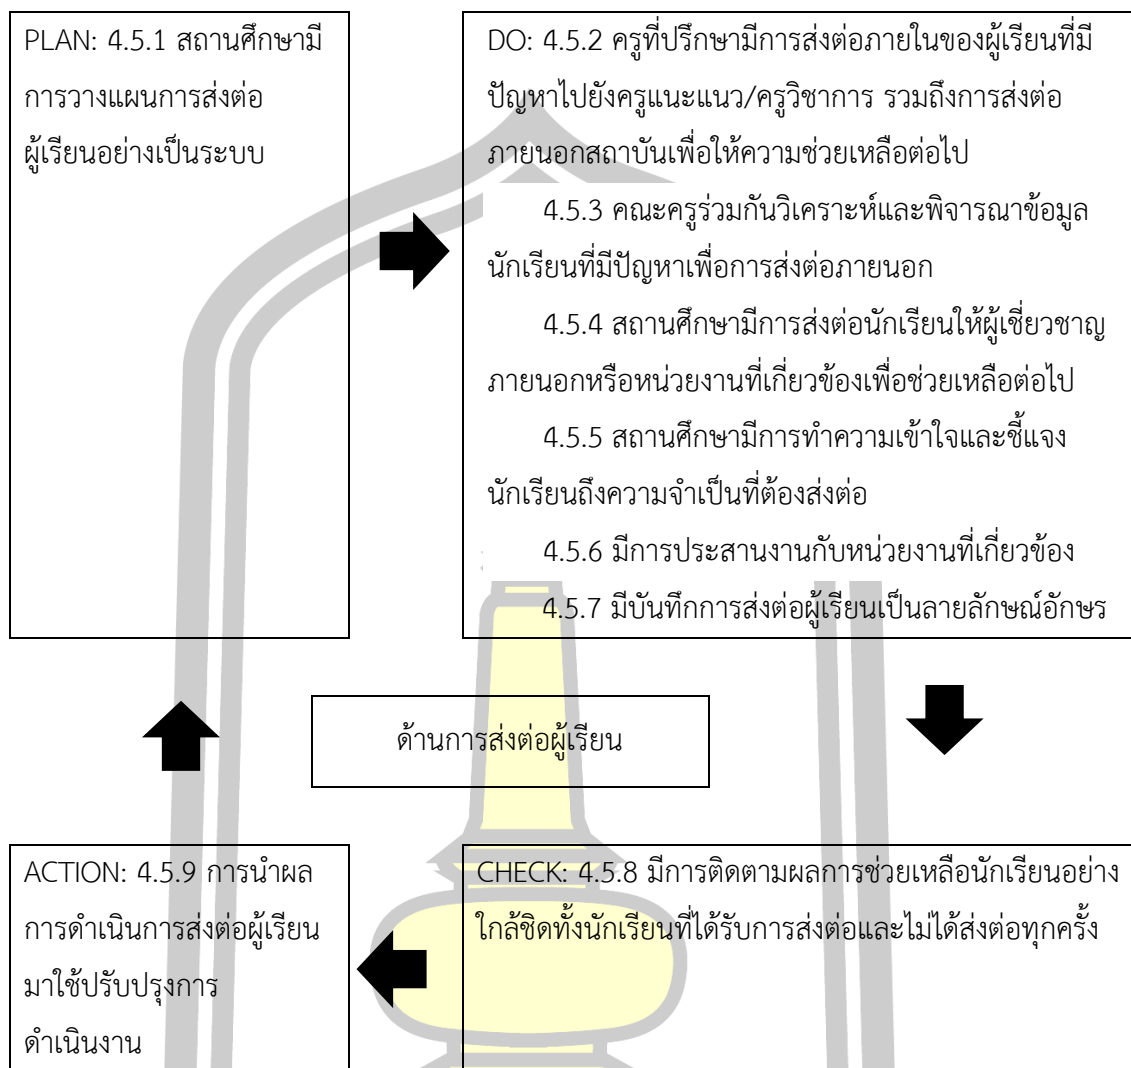 PLAN: 4.5.1 สถานศึกษามี
การวางแผนการส่งต่อ
ผู้เรียนอย่างเป็นระบบ
DO: 4.5.2 ครูที่ปรึกษามีการส่งต่อภายในของผู้เรียนที่มี
ปัญหาไปยังครูแนะแนว/ครูวิชาการ รวมถึงการส่งต่อ
ภายนอกสถาบันเพื่อให้ความช่วยเหลือต่อไป
4.5.3 คณะครูร่วมกันวิเคราะห์และพิจารณาข้อมูล
นักเรียนที่มีปัญหาเพื่อการส่งต่อภายนอก
4.5.4 สถานศึกษามีการส่งต่อนักเรียนให้ผู้เชี่ยวชาญ
ภายนอกหรือหน่วยงานที่เกี่ยวข้องเพื่อช่วยเหลือต่อไป
4.5.5 สถานศึกษามีการทำความเข้าใจและชี้แจง
นักเรียนถึงความจำเป็นที่ต้องส่งต่อ
4.5.6 มีการประสานงานกับหน่วยงานที่เกี่ยวข้อง
4.5.7 มีบันทึกการส่งต่อผู้เรียนเป็นลายลักษณ์อักษร
ด้านการส่งต่อผู้เรียน
ACTION: 4.5.9 การนำผล
การดำเนินการส่งต่อผู้เรียน
มาใช้ปรับปรุงการ
ดำเนินงาน
CHECK: 4.5.8 มีการติดตามผลการช่วยเหลือนักเรียนอย่าง
ใกล้ชิดทั้งนักเรียนที่ได้รับการส่งต่อและไม่ได้ส่งต่อทุกครั้ง